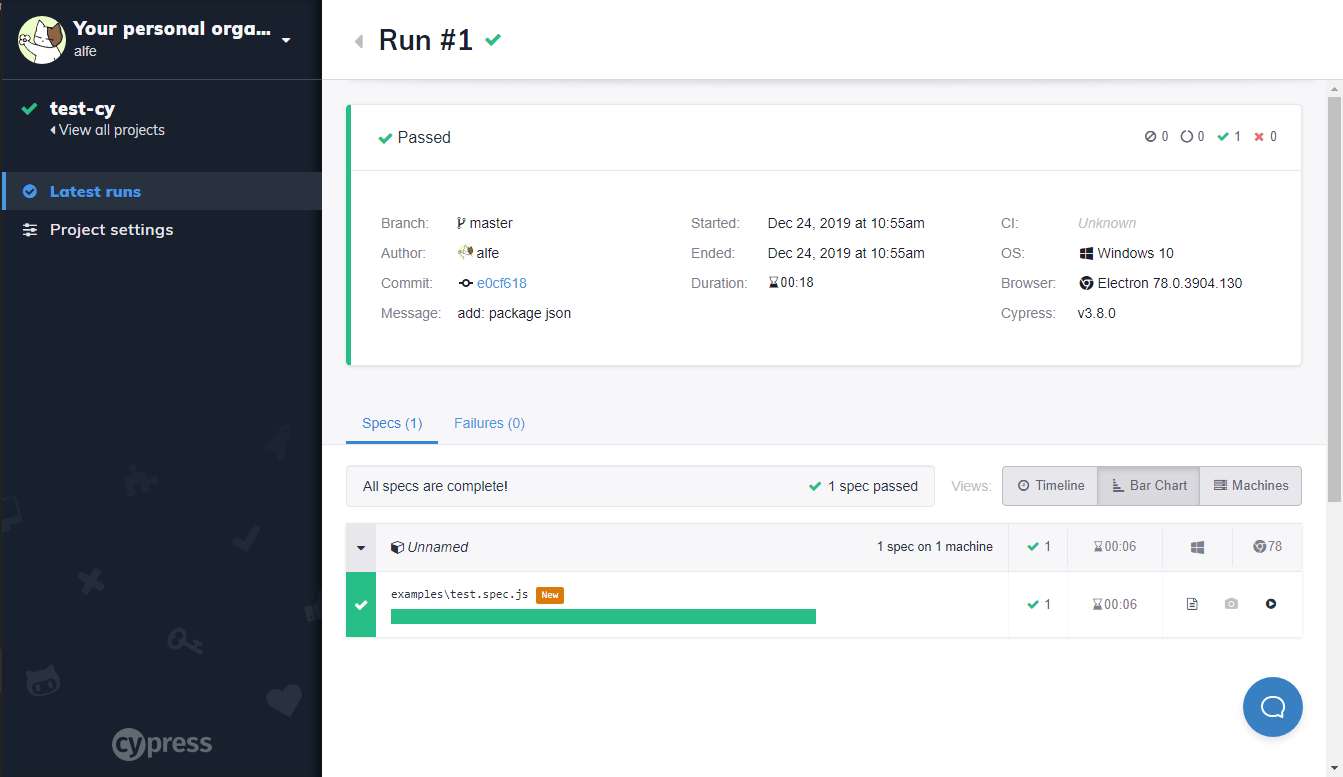 Your personal orga...
alfe
test-cy
View all projects
Latest runs
Project settings
cypress
Run #1
Passed
0 0 1 0
Branch: master
Author: alfe
Commit: e0cf618
Message: add: package json
Started: Dec 24, 2019 at 10:55am
Ended: Dec 24, 2019 at 10:55am
Duration: 00:18
CI: Unknown
OS: Windows 10
Browser: Electron 78.0.3904.130
Cypress: v3.8.0
Specs (1) Failures (0)
All specs are complete! 1 spec passed Views: Timeline Bar Chart Machines
Unnamed 1 spec on 1 machine 1 00:06 78
examples\test.spec.js New 1 00:06